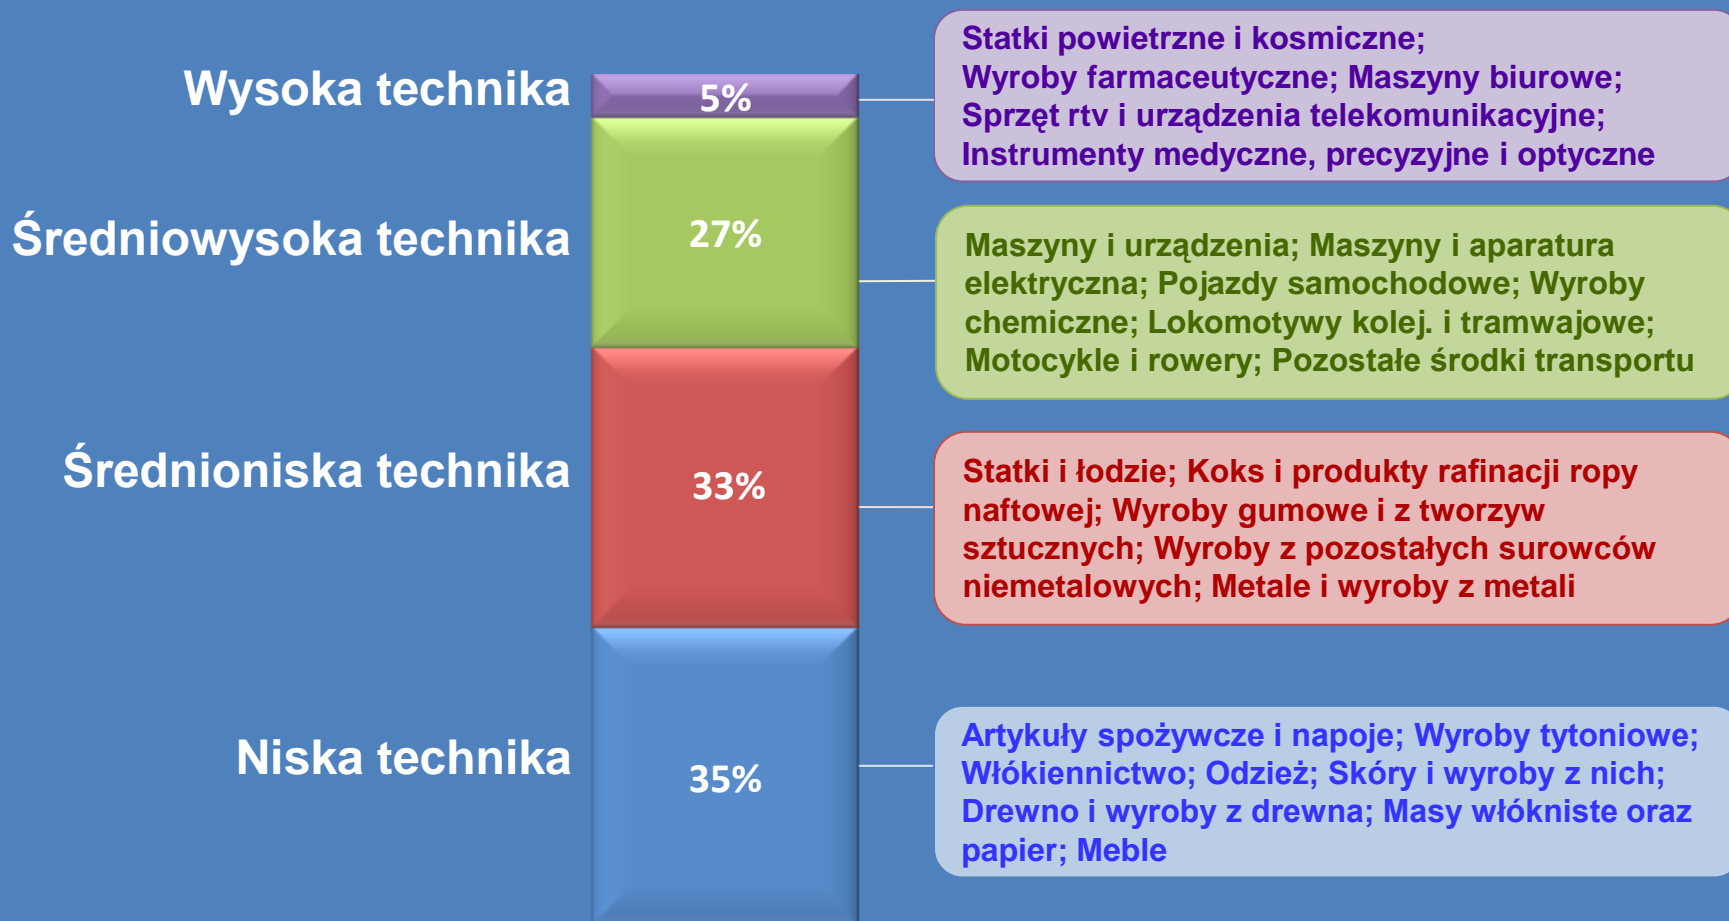 Wysoka technika
5%
Statki powietrzne i kosmiczne;
Wyroby farmaceutyczne; Maszyny biurowe;
Sprzęt rtv i urządzenia telekomunikacyjne;
Instrumenty medyczne, precyzyjne i optyczne
Średniowysoka technika
27%
Maszyny i urządzenia; Maszyny i aparatura
elektryczna; Pojazdy samochodowe; Wyroby
chemiczne; Lokomotywy kolej. i tramwajowe;
Motocykle i rowery; Pozostałe środki transportu
Średnioniska technika
33%
Statki i łodzie; Koks i produkty rafinacji ropy
naftowej; Wyroby gumowe i z tworzyw
sztucznych; Wyroby z pozostałych surowców
niemetalowych; Metale i wyroby z metali
Niska technika
35%
Artykuły spożywcze i napoje; Wyroby tytoniowe;
Włókiennictwo; Odzież; Skóry i wyroby z nich;
Drewno i wyroby z drewna; Masy włókniste oraz
papier; Meble